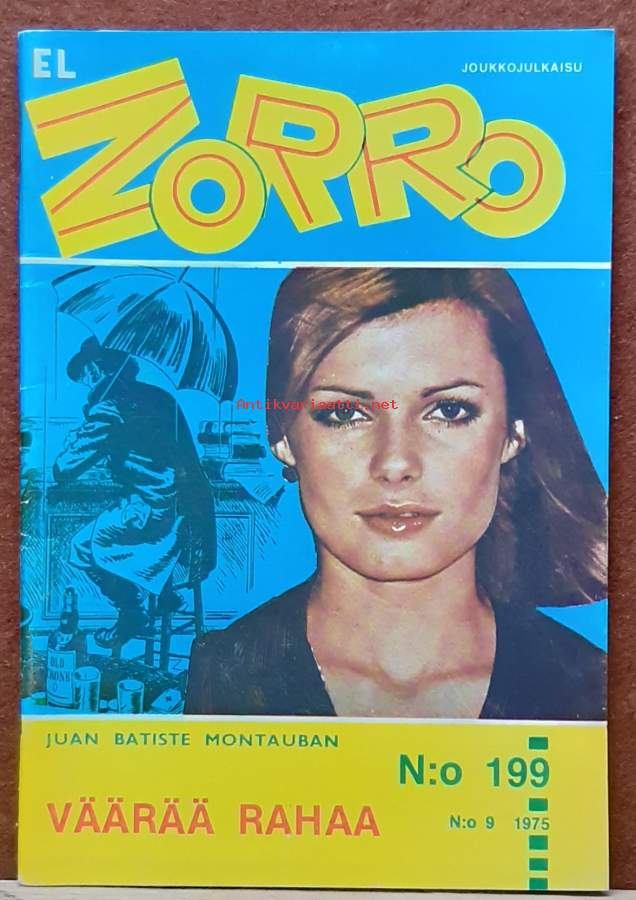 EL
JOUKKOJULKAISU
ZORRO
Antikvariaatti.net
OLD
JUAN BATISTE MONTAUBAN
N:o 199
VÄÄRÄÄ RAHAA
N:o 9 1975